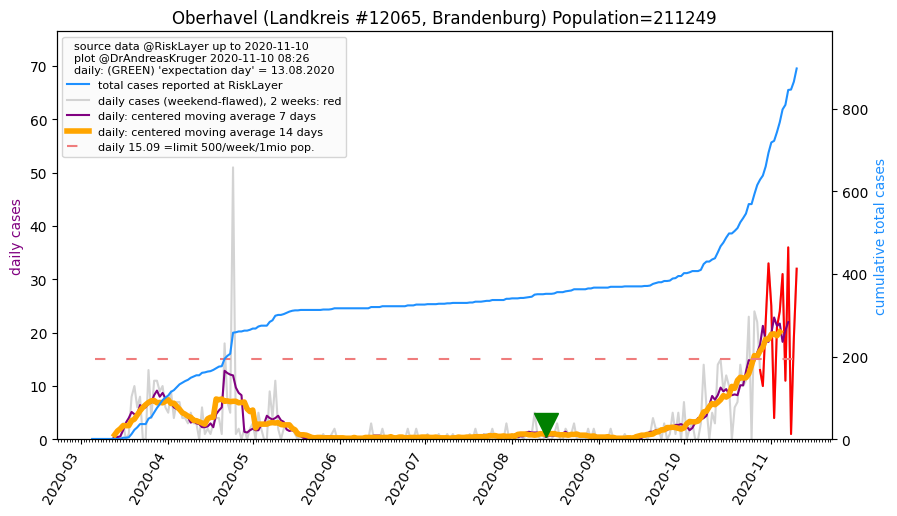 Oberhavel (Landkreis #12065, Brandenburg) Population=211249
source data @RiskLayer up to 2020-11-10
plot @DrAndreasKruger 2020-11-10 08:26
daily: (GREEN) 'expectation day' = 13.08.2020
total cases reported at RiskLayer
daily cases (weekend-flawed), 2 weeks: red
daily: centered moving average 7 days
daily: centered moving average 14 days
daily 15.09 =limit 500/week/1mio pop.
daily cases
70
60
50
40
30
20
10
0
cumulative total cases
800
600
400
200
0
2020-03
2020-04
2020-05
2020-06
2020-07
2020-08
2020-09
2020-10
2020-11